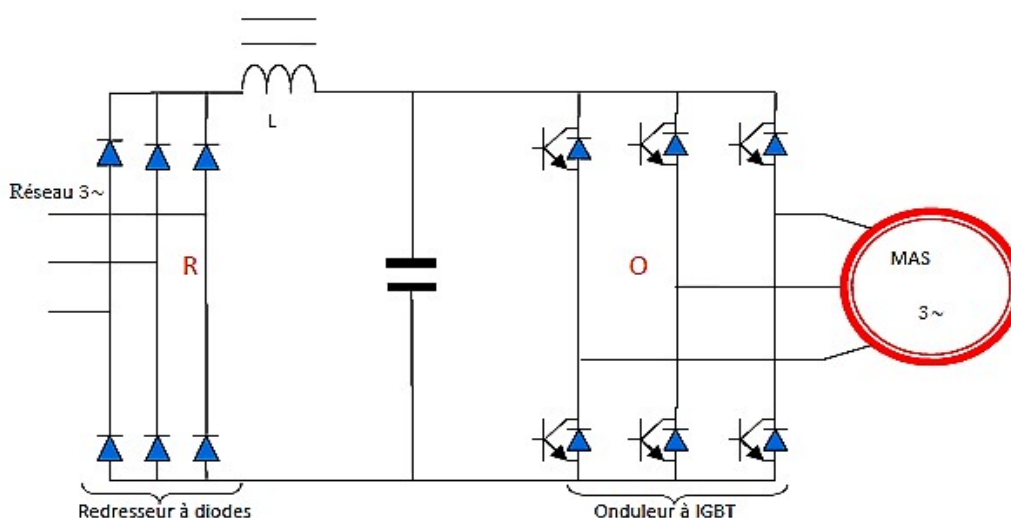 L
Réseau 3~
R
O
MAS
3~
Redresseur à diodes
Onduleur à IGBT